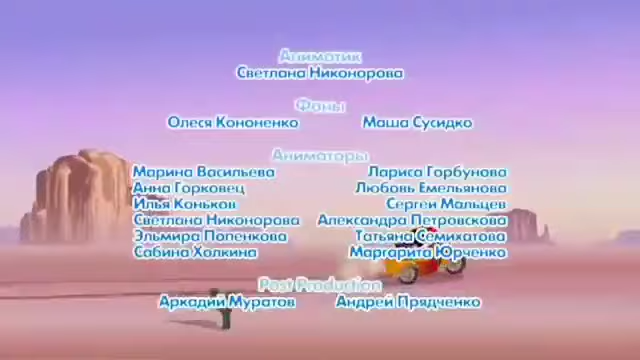 Аниматик
Светлана Никонорова
Фоны
Олеся Кононенко Маша Сусидко
Аниматоры
Марина Васильева Лариса Горбунова
Анна Горковец Любовь Емельянова
Илья Коньков Сергей Мальцев
Светлана Никонорова Александра Петровскова
Эльмира Папенкова Татьяна Семихатова
Сабина Холкина Маргарита Юрченко
Post Production
Аркадий Муратов Андрей Прядченко